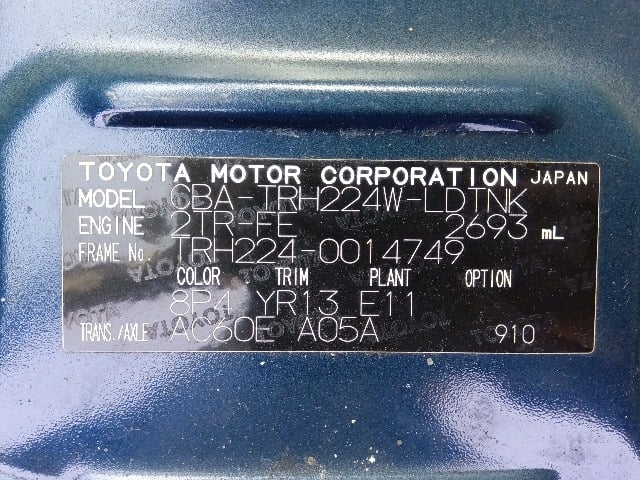 TOYOTA MOTOR CORPORATION JAPAN
MODEL CBA-TRH224W-LDTNK
ENGINE 2TR-FE 2693 mL
FRAME No. TRH224-0014749
COLOR TRIM PLANT OPTION
8P4 YR13 E11
TRANS./AXLE AC60E A05A 910